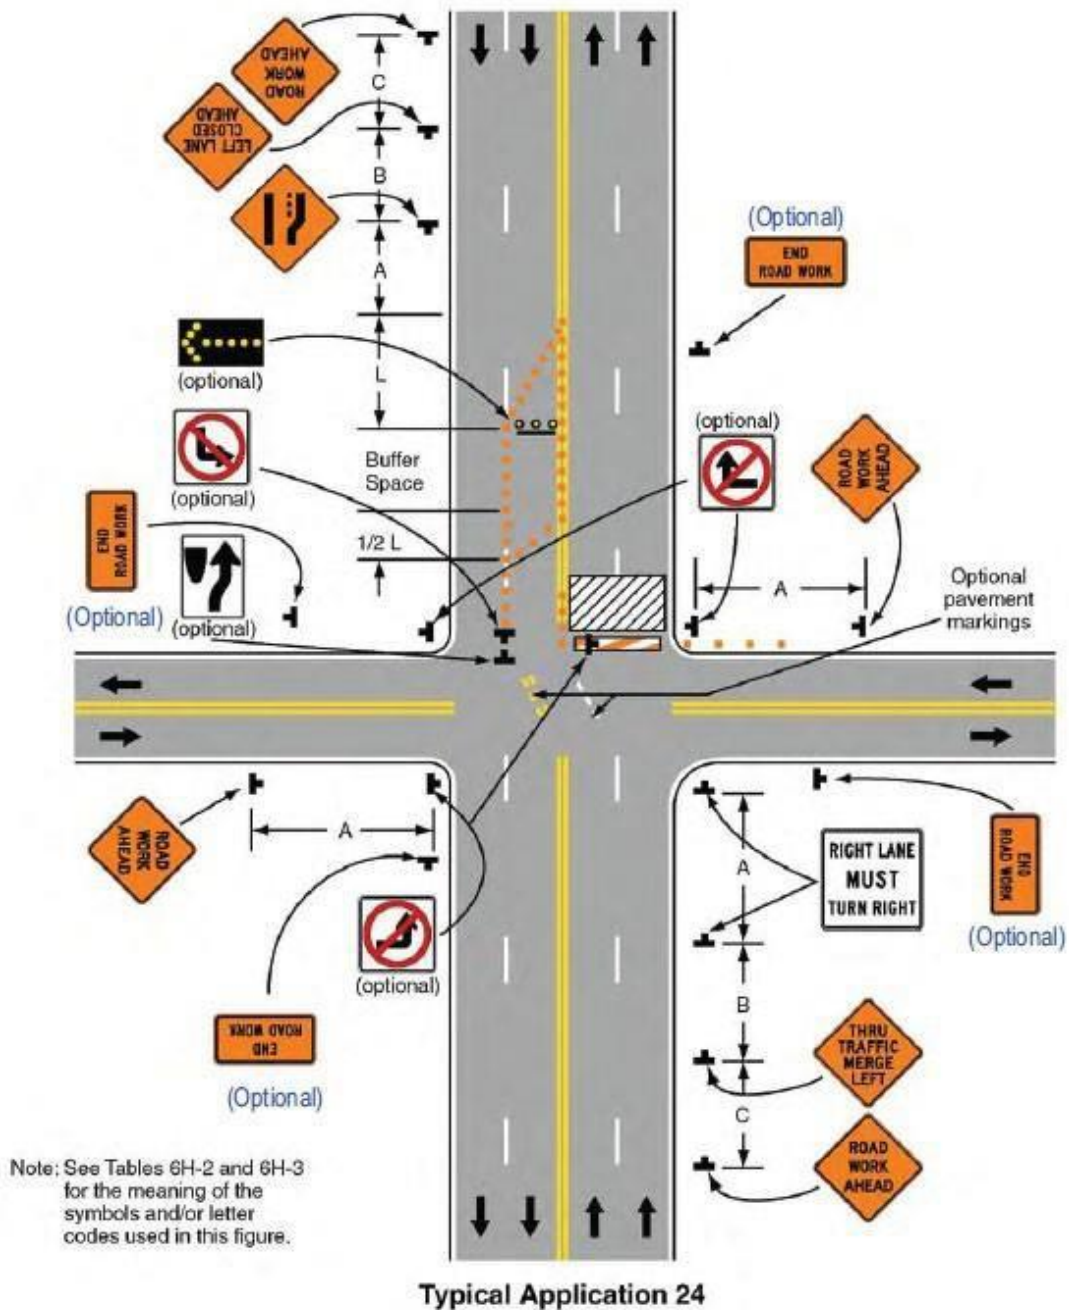 ROAD
WORK
AHEAD
C
LEFT LANE
CLOSED
AHEAD
B
A
(Optional)
END
ROAD WORK
L
(optional)
(optional)
ROAD
WORK
AHEAD
Buffer
Space
(optional)
END
ROAD WORK
1/2 L
A
Optional
pavement
markings
(Optional)
(optional)
ROAD
WORK
AHEAD
A
A
RIGHT LANE
MUST
TURN RIGHT
END
ROAD WORK
(Optional)
(optional)
END
ROAD WORK
(Optional)
B
THRU
TRAFFIC
MERGE
LEFT
C
ROAD
WORK
AHEAD
Note: See Tables 6H-2 and 6H-3
for the meaning of the
symbols and/or letter
codes used in this figure.
Typical Application 24